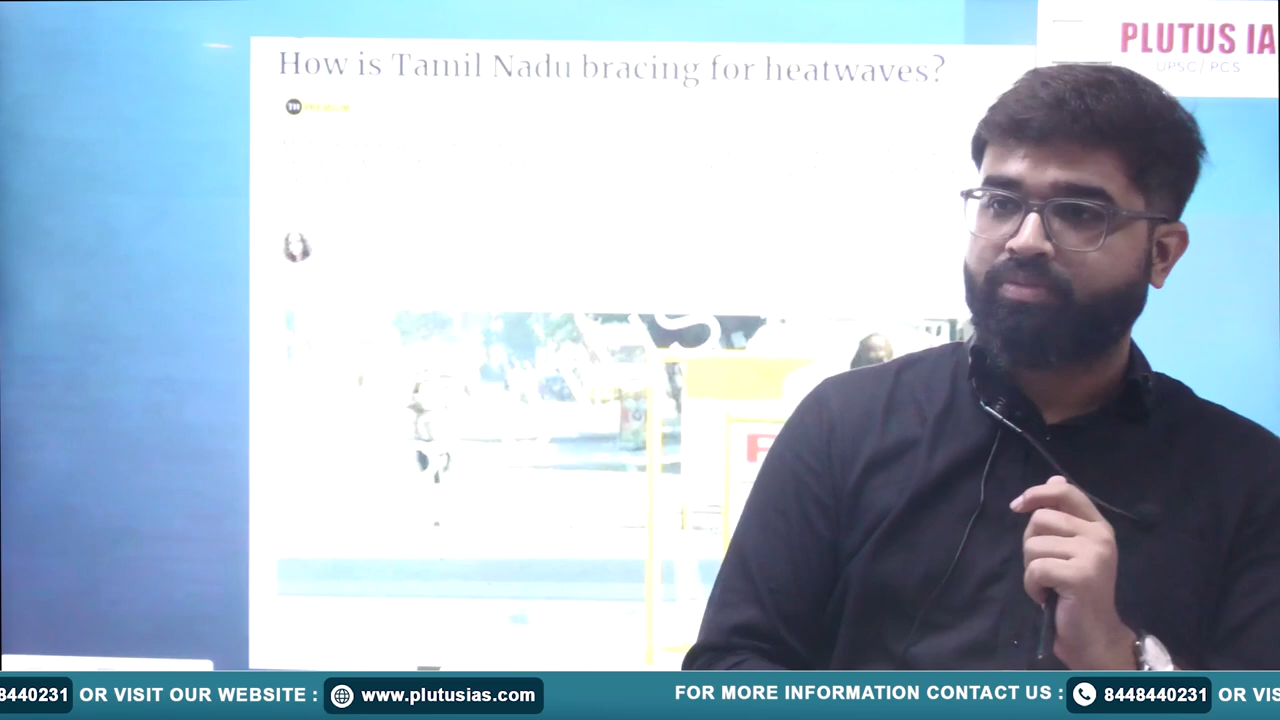 PLUTUS IA
UPSC/ PCS
How is Tamil Nadu bracing for heatwaves?
TH
8440231 OR VISIT OUR WEBSITE : www.plutusias.com FOR MORE INFORMATION CONTACT US : 8448440231 OR VIS